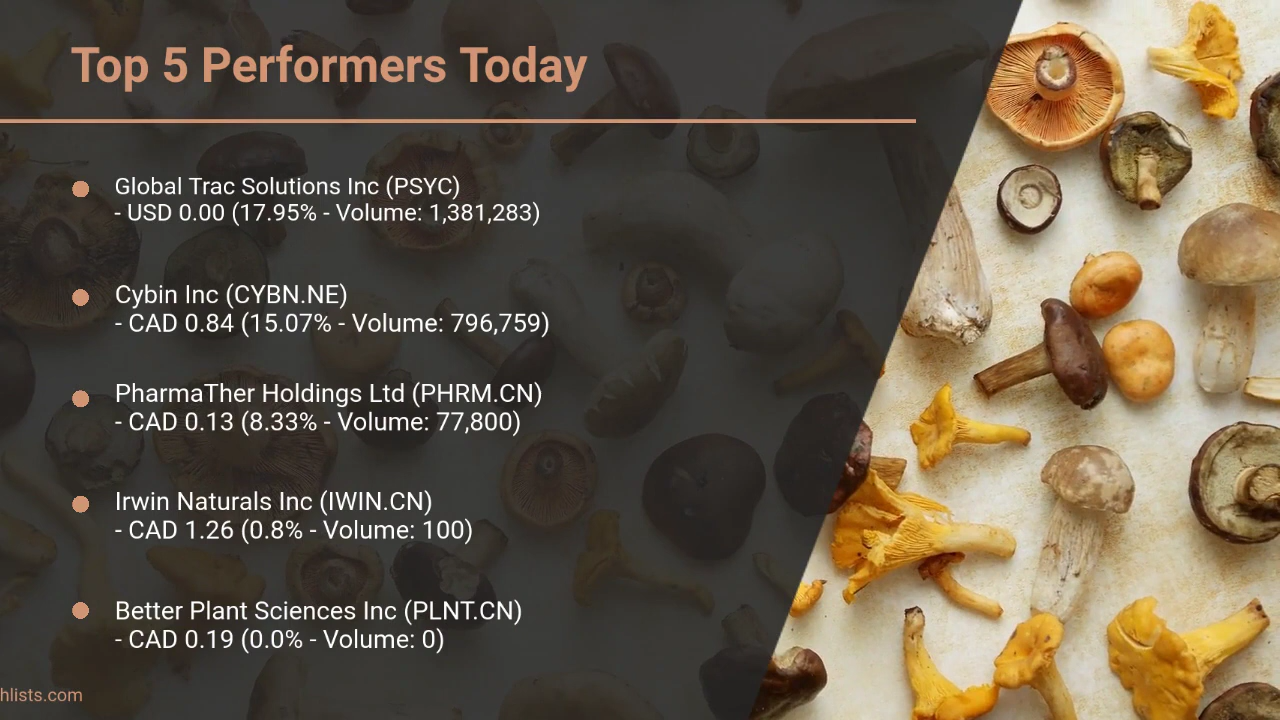 Top 5 Performers Today
Global Trac Solutions Inc (PSYC)
- USD 0.00 (17.95% - Volume: 1,381,283)
Cybin Inc (CYBN.NE)
- CAD 0.84 (15.07% - Volume: 796,759)
PharmaTher Holdings Ltd (PHRM.CN)
- CAD 0.13 (8.33% - Volume: 77,800)
Irwin Naturals Inc (IWIN.CN)
- CAD 1.26 (0.8% - Volume: 100)
Better Plant Sciences Inc (PLNT.CN)
- CAD 0.19 (0.0% - Volume: 0)
hlists.com